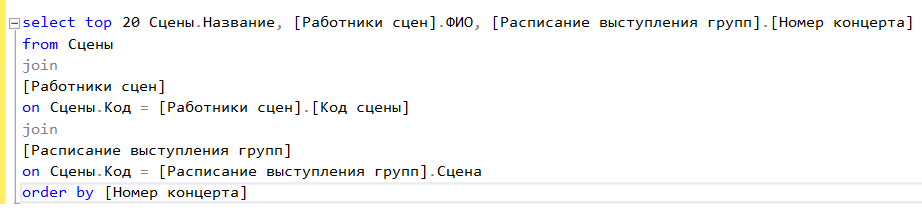 select top 20 Сцены.Название, [Работники сцен].ФИО, [Расписание выступления групп].[Номер концерта]
from Сцены
join
[Работники сцен]
on Сцены.Код = [Работники сцен].[Код сцены]
join
[Расписание выступления групп]
on Сцены.Код = [Расписание выступления групп].Сцена
order by [Номер концерта]